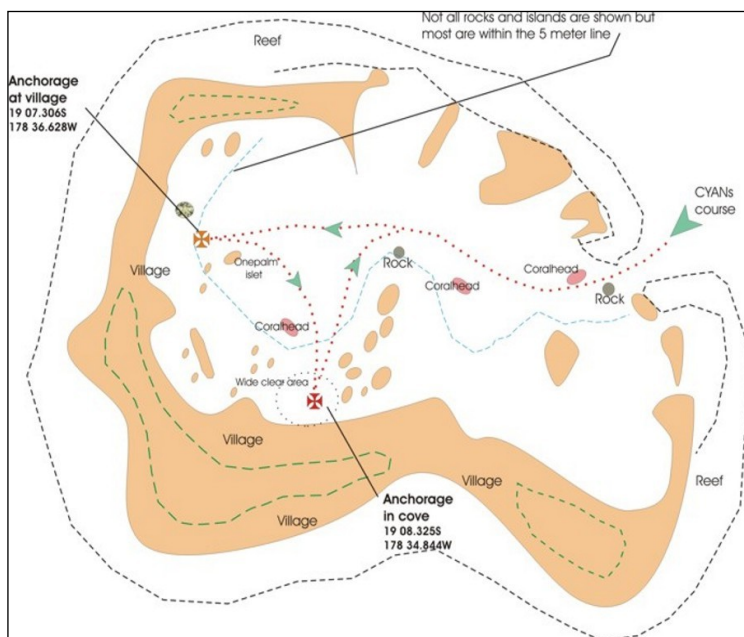 Not all rocks and islands are shown but
most are within the 5 meter line
Reef
Anchorage
at village
19 07.306S
178 36.628W
CYANs
course
Village
Onepalm
islet
Rock
Coralhead
Coralhead
Rock
Coralhead
Wide clear area
Village
Village
Village
Reef
Anchorage
in cove
19 08.325S
178 34.844W